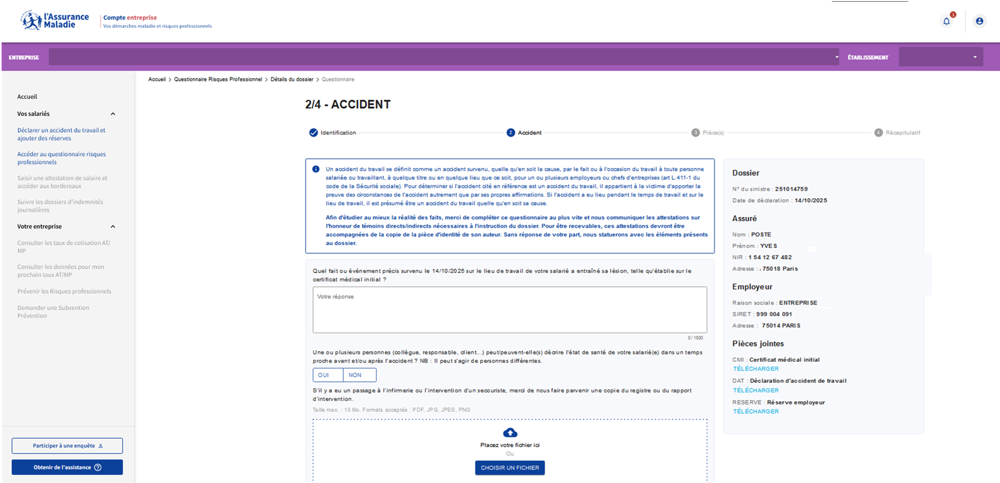 l'Assurance
Maladie
Compte entreprise
Vos démarches maladie et risques professionnels
1
ENTREPRISE
ÉTABLISSEMENT
Accueil
Vos salariés
Déclarer un accident du travail et
ajouter des réserves
Accéder au questionnaire risques
professionnels
Saisir une attestation de salaire et
accéder aux bordereaux
Suivre les dossiers d'indemnités
journalières
Votre entreprise
Consulter les taux de cotisation AT/
MP
Consulter les données pour mon
prochain taux AT/MP
Prévenir les Risques professionnels
Demander une Subvention
Prévention
Participer à une enquête
Obtenir de l'assistance ?
Accueil > Questionnaire Risques Professionnel > Détails du dossier > Questionnaire
2/4 - ACCIDENT
Identification
2 Accident
3 Pièce(s)
4 Récapitulatif
Un accident du travail se définit comme un accident survenu, quelle qu'en soit la cause, par le fait ou à l'occasion du travail à toute personne
salariée ou travaillant, à quelque titre ou en quelque lieu que ce soit, pour un ou plusieurs employeurs ou chefs d'entreprises (art L.411-1 du
code de la Sécurité sociale). Pour déterminer si l'accident cité en référence est un accident du travail, il appartient à la victime d'apporter la
preuve des circonstances de l'accident autrement que par ses propres affirmations. Si l'accident a eu lieu pendant le temps de travail et sur le
lieu de travail, il est présumé être un accident du travail quelle qu'en soit sa cause.
Afin d'étudier au mieux la réalité des faits, merci de compléter ce questionnaire au plus vite et nous communiquer les attestations sur
l'honneur de témoins directs/indirects nécessaires à l'instruction du dossier. Pour être recevables, ces attestations devront être
accompagnées de la copie de la pièce d'identité de son auteur. Sans réponse de votre part, nous statuerons avec les éléments présents
au dossier.
Quel fait ou événement précis survenu le 14/10/2025 sur le lieu de travail de votre salarié a entraîné sa lésion, telle qu'établie sur le
certificat médical initial ?
Votre réponse
0 / 1500
Une ou plusieurs personnes (collègue, responsable, client...) peut/peuvent-elle(s) décrire l'état de santé de votre salarié(e) dans un temps
proche avant et/ou après l'accident ? NB : Il peut s'agir de personnes différentes.
OUI
NON
S'il y a eu un passage à l'infirmerie ou l'intervention d'un secouriste, merci de nous faire parvenir une copie du registre ou du rapport
d'intervention.
Taille max. : 10 Mo. Formats acceptés : PDF, JPG, JPEG, PNG
Placez votre fichier ici
Ou
CHOISIR UN FICHIER
Dossier
N° du sinistre : 251014759
Date de déclaration : 14/10/2025
Assuré
Nom : POSTE
Prénom : YVES
NIR : 1 54 12 67 482
Adresse : 75018 Paris
Employeur
Raison sociale : ENTREPRISE
SIRET : 999 004 091
Adresse : 75014 PARIS
Pièces jointes
CMI : Certificat médical initial
TÉLÉCHARGER
DAT : Déclaration d'accident de travail
TÉLÉCHARGER
RESERVE : Réserve employeur
TÉLÉCHARGER